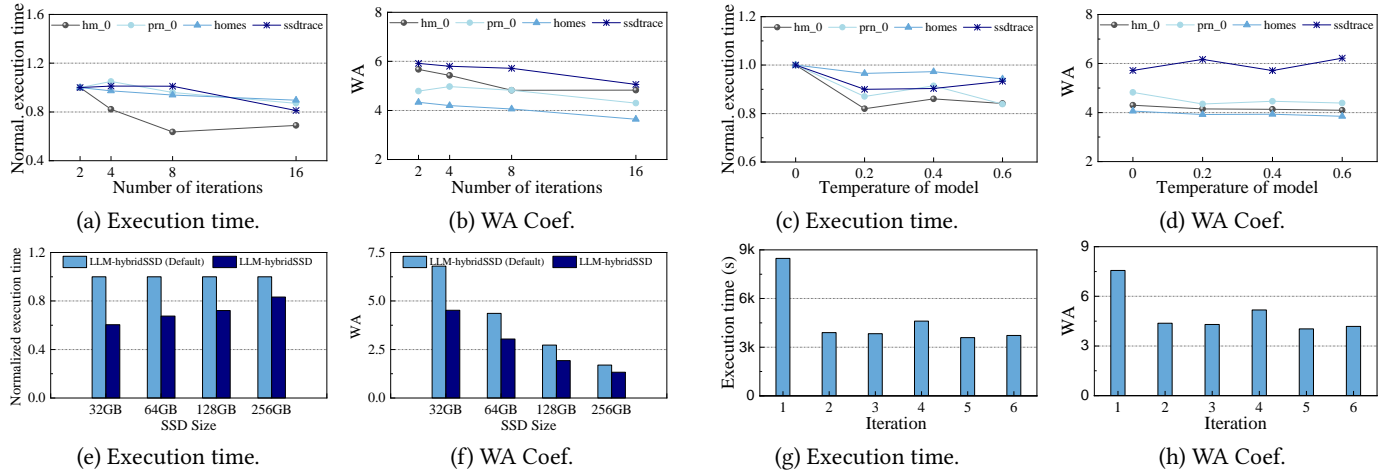 hm_0 prn_0 homes ssdtrace
Normal. execution time
1.6
1.2
0.8
0.4
2 4 8 16
Number of iterations
(a) Execution time.
hm_0 prn_0 homes ssdtrace
WA
8
6
4
2
2 4 8 16
Number of iterations
(b) WA Coef.
hm_0 prn_0 homes ssdtrace
Normal. execution time
1.2
1.0
0.8
0.6
0 0.2 0.4 0.6
Temperature of model
(c) Execution time.
hm_0 prn_0 homes ssdtrace
WA
8
6
4
2
0 0.2 0.4 0.6
Temperature of model
(d) WA Coef.
LLM-hybridSSD (Default) LLM-hybridSSD
Normalized execution time
1.2
0.8
0.4
0.0
32GB 64GB 128GB 256GB
SSD Size
(e) Execution time.
LLM-hybridSSD (Default) LLM-hybridSSD
WA
7.5
5.0
2.5
0.0
32GB 64GB 128GB 256GB
SSD Size
(f) WA Coef.
Execution time (s)
9k
6k
3k
0
1 2 3 4 5 6
Iteration
(g) Execution time.
WA
9
6
3
0
1 2 3 4 5 6
Iteration
(h) WA Coef.